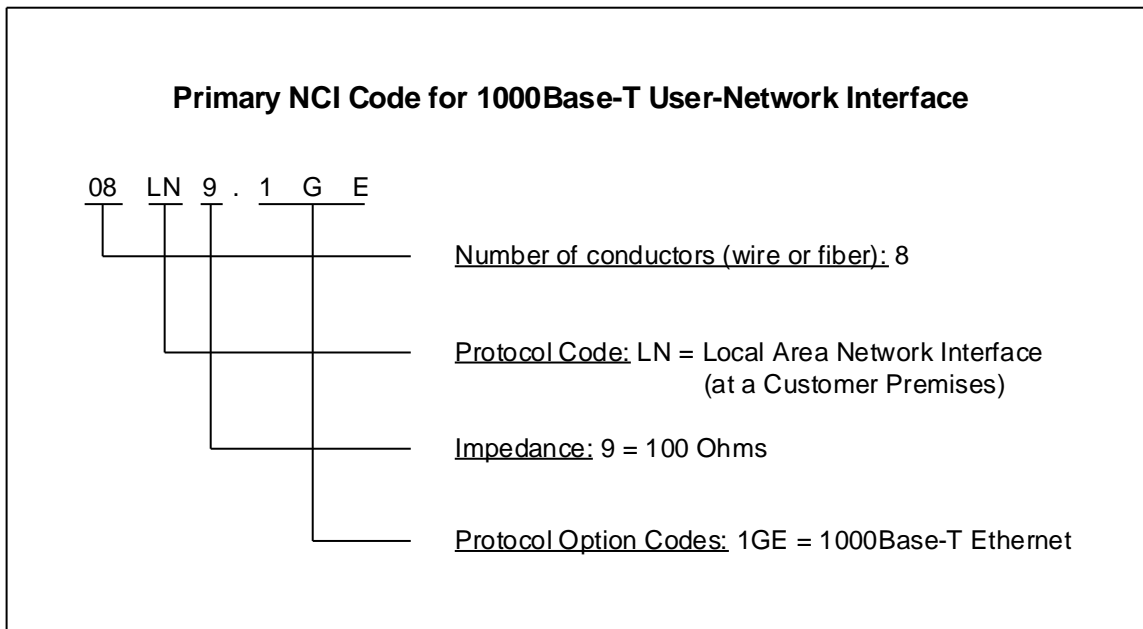 Primary NCI Code for 1000Base-T User-Network Interface
08 LN 9 . 1 G E
Number of conductors (wire or fiber): 8
Protocol Code: LN = Local Area Network Interface
(at a Customer Premises)
Impedance: 9 = 100 Ohms
Protocol Option Codes: 1GE = 1000Base-T Ethernet